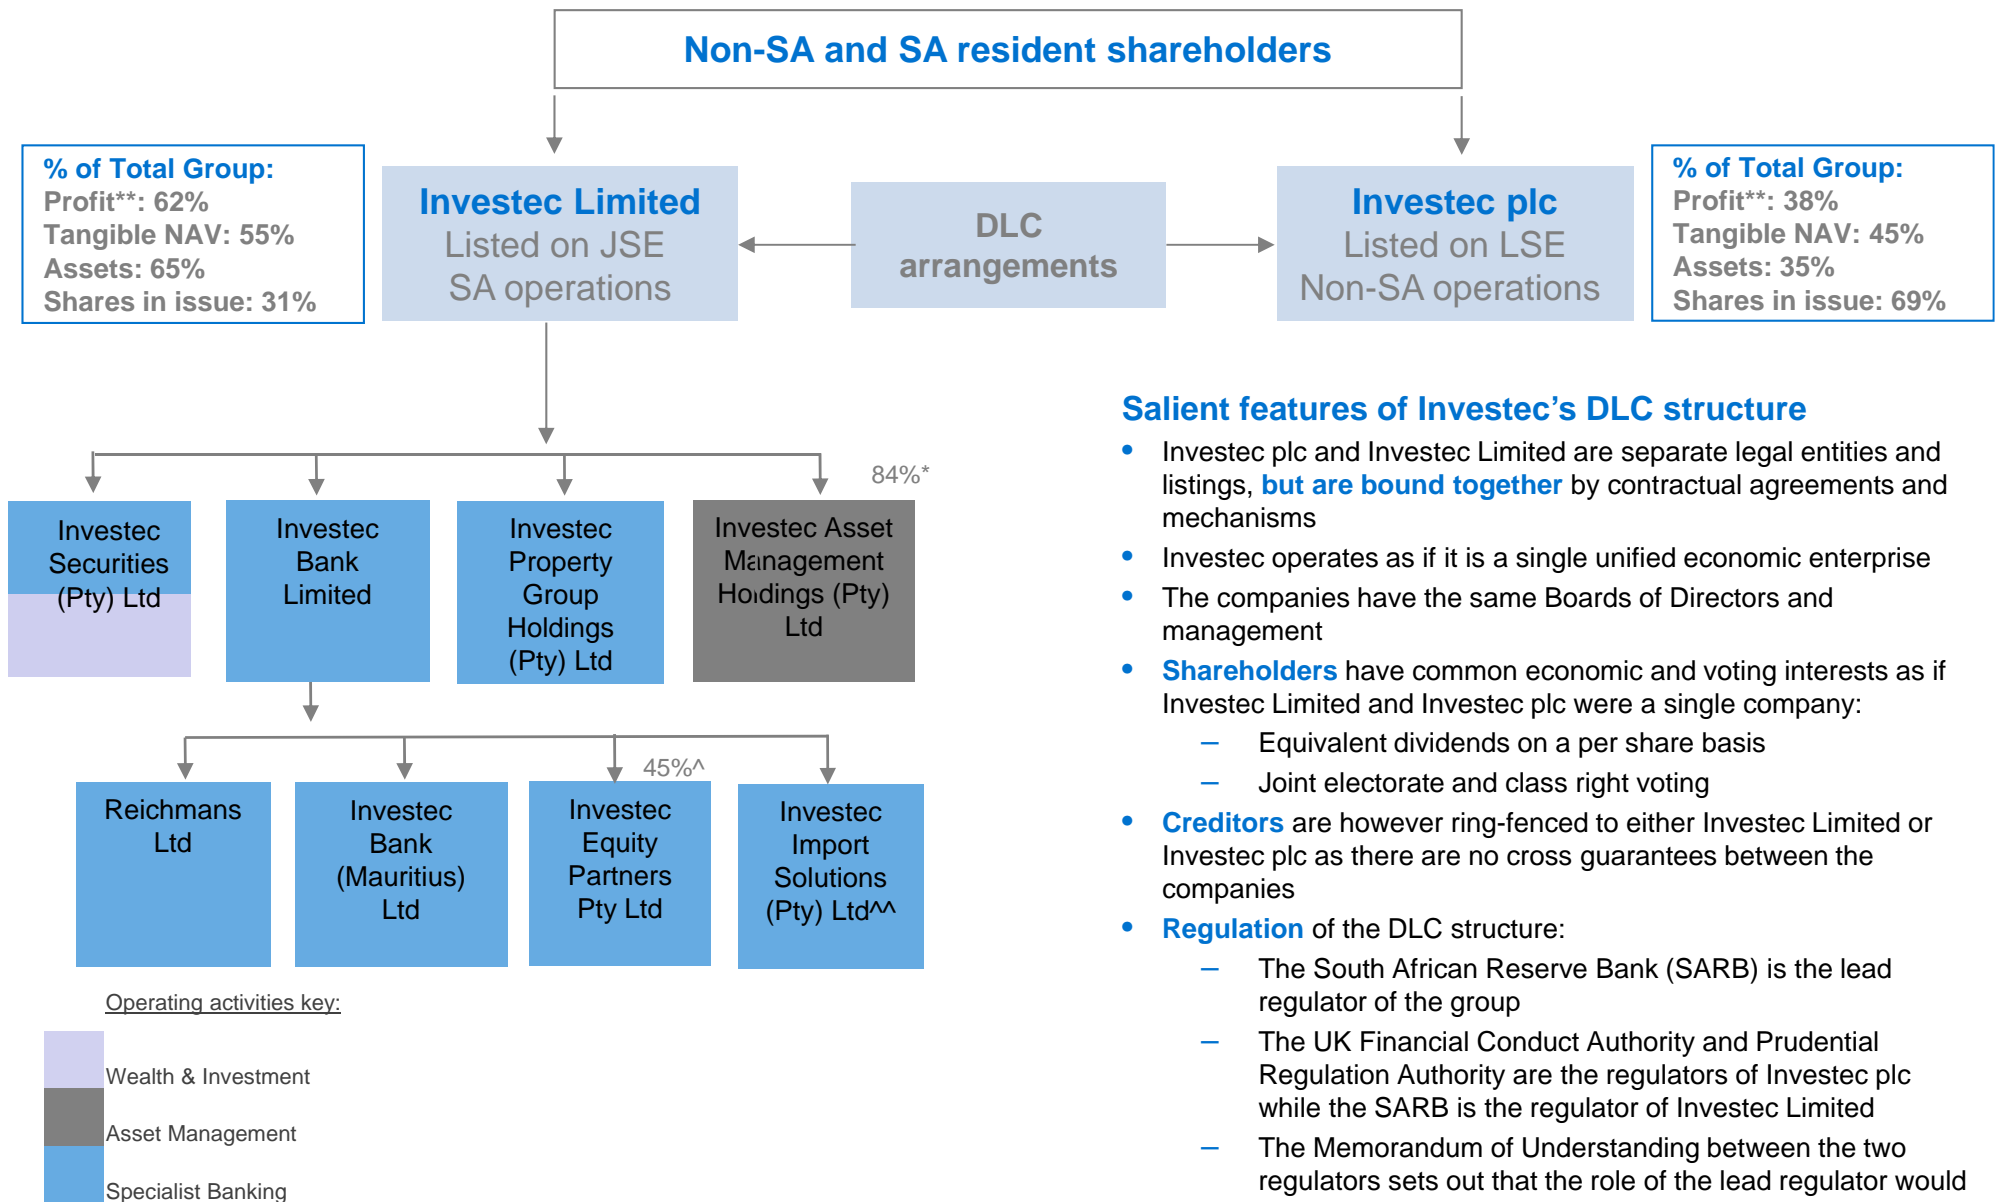 Non-SA and SA resident shareholders
% of Total Group:
Profit**: 62%
Tangible NAV: 55%
Assets: 65%
Shares in issue: 31%
Investec Limited
Listed on JSE
SA operations
DLC
arrangements
Investec plc
Listed on LSE
Non-SA operations
% of Total Group:
Profit**: 38%
Tangible NAV: 45%
Assets: 35%
Shares in issue: 69%
84%*
Investec
Securities
(Pty) Ltd
Investec
Bank
Limited
Investec
Property
Group
Holdings
(Pty) Ltd
Investec Asset
Management
Holdings (Pty)
Ltd
45%^
Reichmans
Ltd
Investec
Bank
(Mauritius)
Ltd
Investec
Equity
Partners
Pty Ltd
Investec
Import
Solutions
(Pty) Ltd^^
Operating activities key:
Wealth & Investment
Asset Management
Specialist Banking
Salient features of Investec’s DLC structure
• Investec plc and Investec Limited are separate legal entities and
listings, but are bound together by contractual agreements and
mechanisms
• Investec operates as if it is a single unified economic enterprise
• The companies have the same Boards of Directors and
management
• Shareholders have common economic and voting interests as if
Investec Limited and Investec plc were a single company:
– Equivalent dividends on a per share basis
– Joint electorate and class right voting
• Creditors are however ring-fenced to either Investec Limited or
Investec plc as there are no cross guarantees between the
companies
• Regulation of the DLC structure:
– The South African Reserve Bank (SARB) is the lead
regulator of the group
– The UK Financial Conduct Authority and Prudential
Regulation Authority are the regulators of Investec plc
while the SARB is the regulator of Investec Limited
– The Memorandum of Understanding between the two
regulators sets out that the role of the lead regulator would